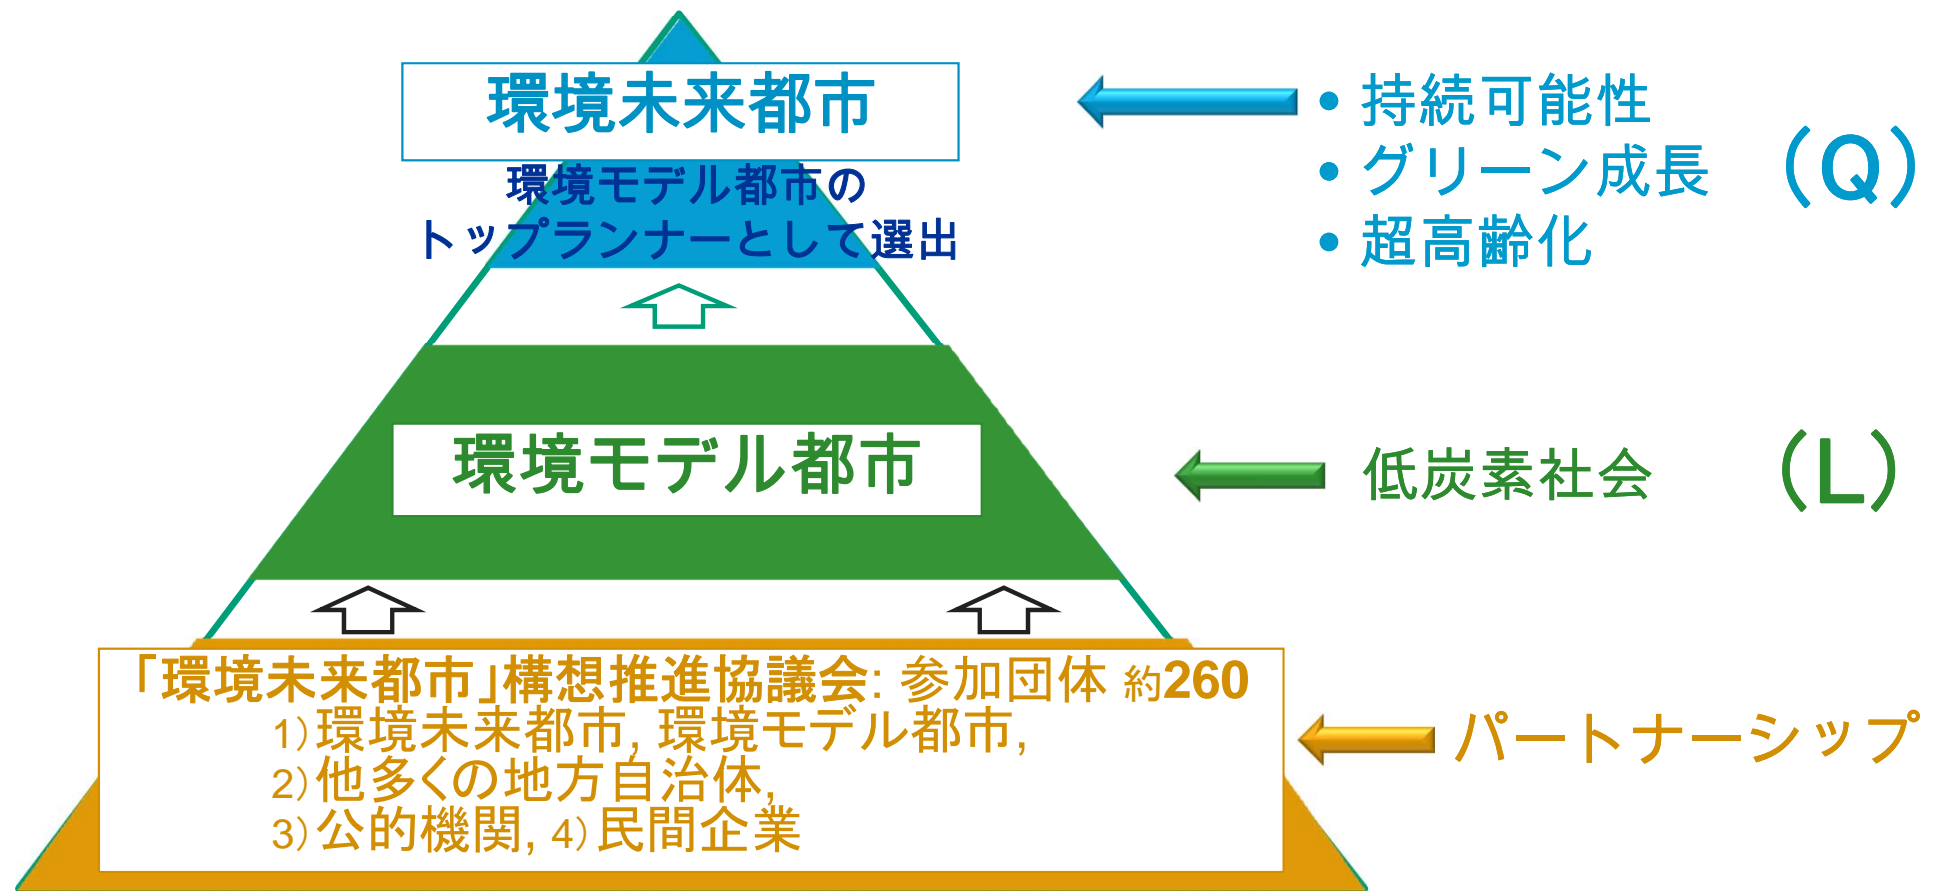 環境未来都市
環境モデル都市の
トップランナーとして選出
• 持続可能性
• グリーン成長 （Q）
• 超高齢化
環境モデル都市
低炭素社会 （L）
「環境未来都市」構想推進協議会: 参加団体 約260
1）環境未来都市, 環境モデル都市,
2）他多くの地方自治体,
3）公的機関, 4）民間企業
パートナーシップ